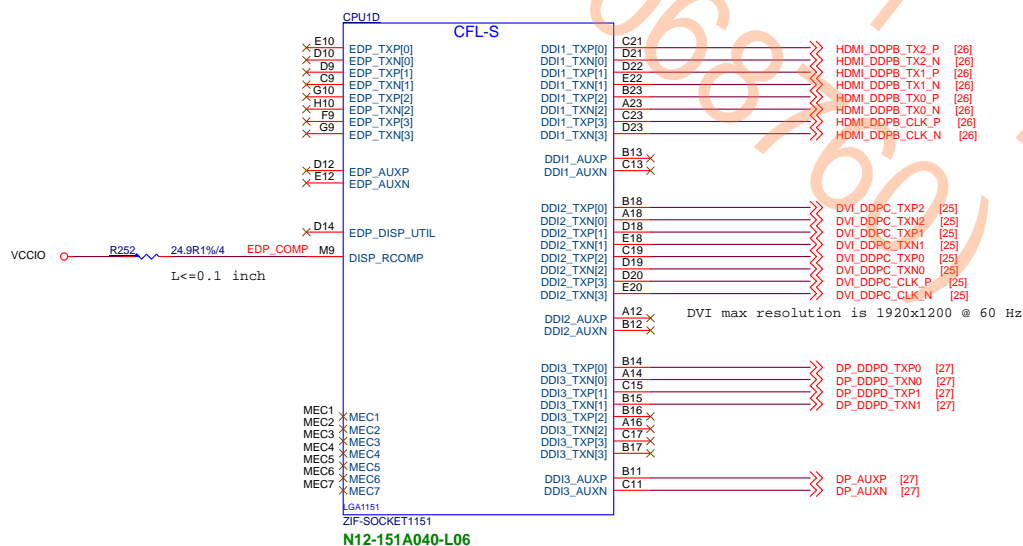 CPU1D
CFL-S
E10 EDP_TXP[0]
D10 EDP_TXN[0]
D9 EDP_TXP[1]
C9 EDP_TXN[1]
G10 EDP_TXP[2]
H10 EDP_TXN[2]
F9 EDP_TXP[3]
G9 EDP_TXN[3]
D12 EDP_AUXP
E12 EDP_AUXN
D14 EDP_DISP_UTIL
VCCIO R252 24.9R1%/4 EDP_COMP M9 DISP_RCOMP
L<=0.1 inch
MEC1 MEC1
MEC2 MEC2
MEC3 MEC3
MEC4 MEC4
MEC5 MEC5
MEC6 MEC6
MEC7 MEC7
DDI1_TXP[0] C21 HDMI_DDPB_TX2_P [26]
DDI1_TXN[0] D21 HDMI_DDPB_TX2_N [26]
DDI1_TXP[1] D22 HDMI_DDPB_TX1_P [26]
DDI1_TXN[1] E22 HDMI_DDPB_TX1_N [26]
DDI1_TXP[2] B23 HDMI_DDPB_TX0_P [26]
DDI1_TXN[2] A23 HDMI_DDPB_TX0_N [26]
DDI1_TXP[3] C23 HDMI_DDPB_CLK_P [26]
DDI1_TXN[3] D23 HDMI_DDPB_CLK_N [26]
DDI1_AUXP B13
DDI1_AUXN C13
DDI2_TXP[0] B18 DVI_DDPC_TXP2 [25]
DDI2_TXN[0] A18 DVI_DDPC_TXN2 [25]
DDI2_TXP[1] D18 DVI_DDPC_TXP1 [25]
DDI2_TXN[1] E18 DVI_DDPC_TXN1 [25]
DDI2_TXP[2] C19 DVI_DDPC_TXP0 [25]
DDI2_TXN[2] D19 DVI_DDPC_TXN0 [25]
DDI2_TXP[3] D20 DVI_DDPC_CLK_P [25]
DDI2_TXN[3] E20 DVI_DDPC_CLK_N [25]
DDI2_AUXP A12
DDI2_AUXN B12
DVI max resolution is 1920x1200 @ 60 Hz
DDI3_TXP[0] B14 DP_DDPD_TXP0 [27]
DDI3_TXN[0] A14 DP_DDPD_TXN0 [27]
DDI3_TXP[1] C15 DP_DDPD_TXP1 [27]
DDI3_TXN[1] B15 DP_DDPD_TXN1 [27]
DDI3_TXP[2] B16
DDI3_TXN[2] A16
DDI3_TXP[3] C17
DDI3_TXN[3] B17
DDI3_AUXP B11 DP_AUXP [27]
DDI3_AUXN C11 DP_AUXN [27]
LGA1151
ZIF-SOCKET1151
N12-151A040-L06
68760)